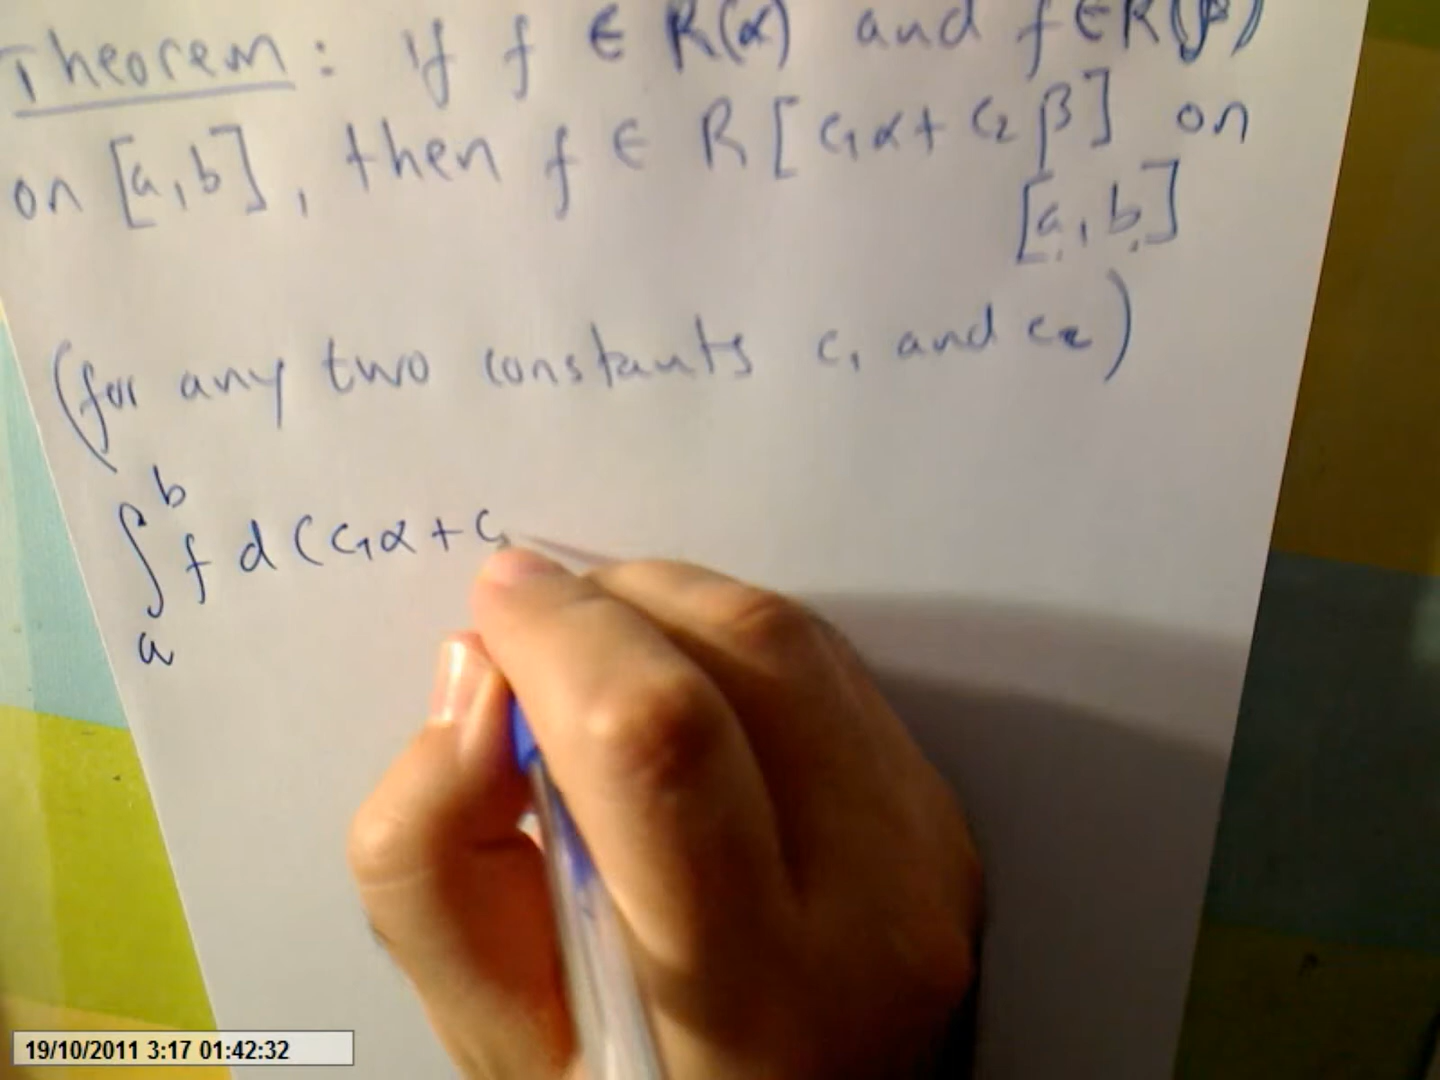 Theorem: If f ∈ R(α) and f∈R(β)
on [a,b], then f ∈ R[c₁α+ c₂ β] on
[a,b]
(for any two constants c₁ and c₂)
∫ₐᵇ f d (c₁α + c
19/10/2011 3:17 01:42:32